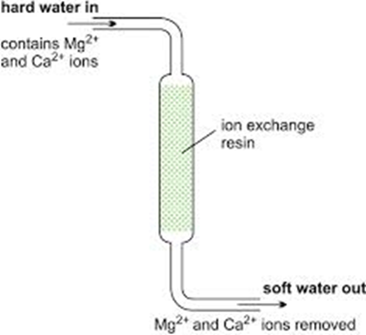 hard water in
contains Mg²⁺
and Ca²⁺ ions
ion exchange
resin
soft water out
Mg²⁺ and Ca²⁺ ions removed